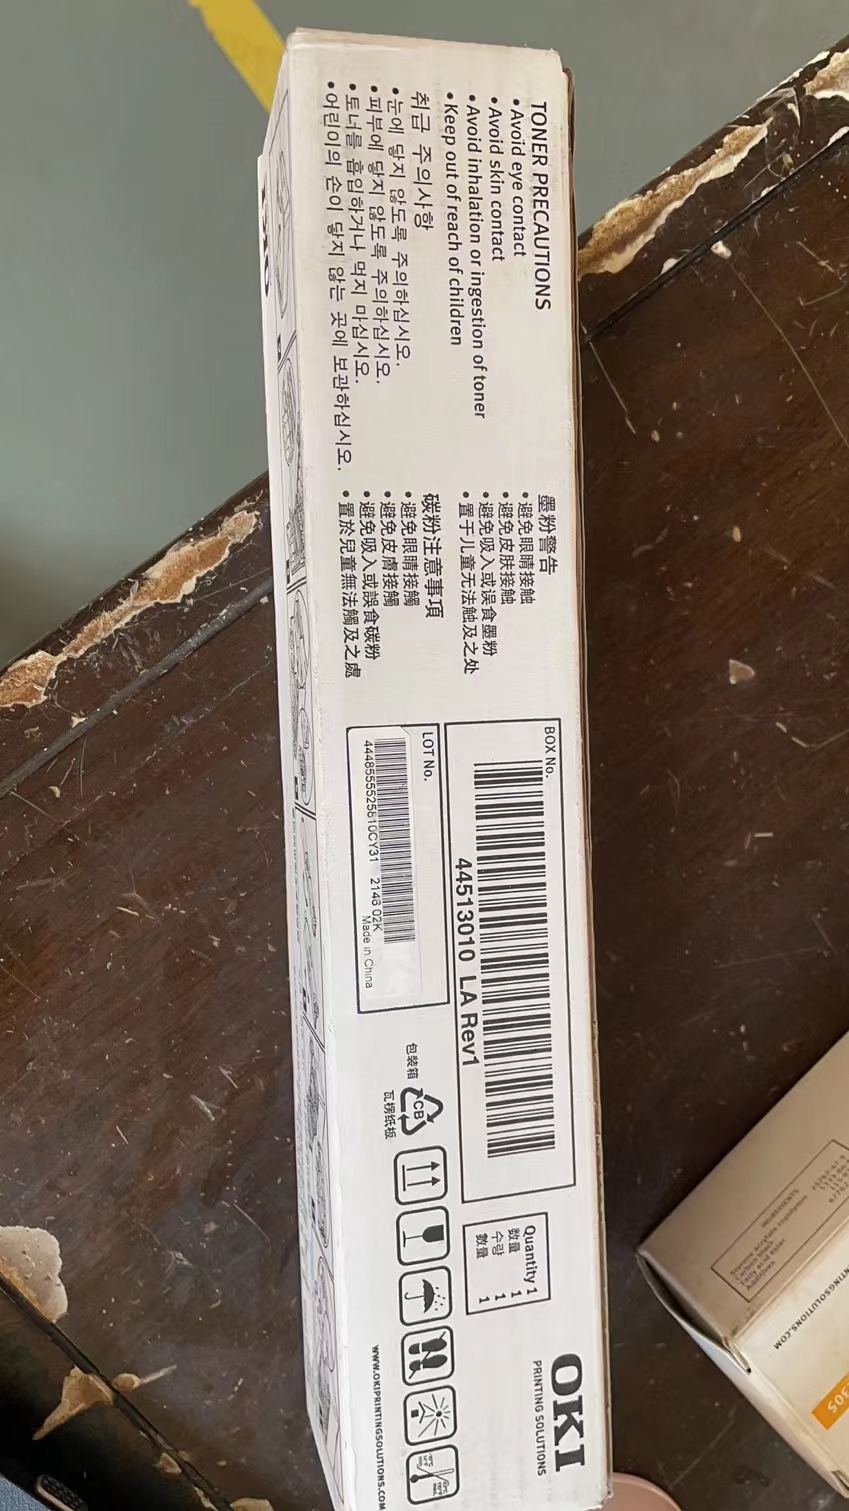 TONER PRECAUTIONS
• Avoid eye contact
• Avoid skin contact
• Avoid inhalation or ingestion of toner
• Keep out of reach of children
취급 주의사항
• 눈에 닿지 않도록 주의하십시오.
• 피부에 닿지 않도록 주의하십시오.
• 토너를 흡입하거나 먹지 마십시오.
• 어린이의 손이 닿지 않는 곳에 보관하십시오.
墨粉警告
• 避免眼睛接触
• 避免皮肤接触
• 避免吸入或误食墨粉
• 置于儿童无法触及之处
碳粉注意事項
• 避免眼睛接觸
• 避免皮膚接觸
• 避免吸入或誤食碳粉
• 置於兒童無法觸及之處
BOX No.
44513010 LA Rev1
LOT No.
4448555525810CY31 2146 02K
Made in China
包装箱
CB
瓦楞纸板
Quantity 1
数量 1
수량 1
數量 1
OKI
PRINTING SOLUTIONS
WWW.OKIPRINTINGSOLUTIONS.COM
OKI
305